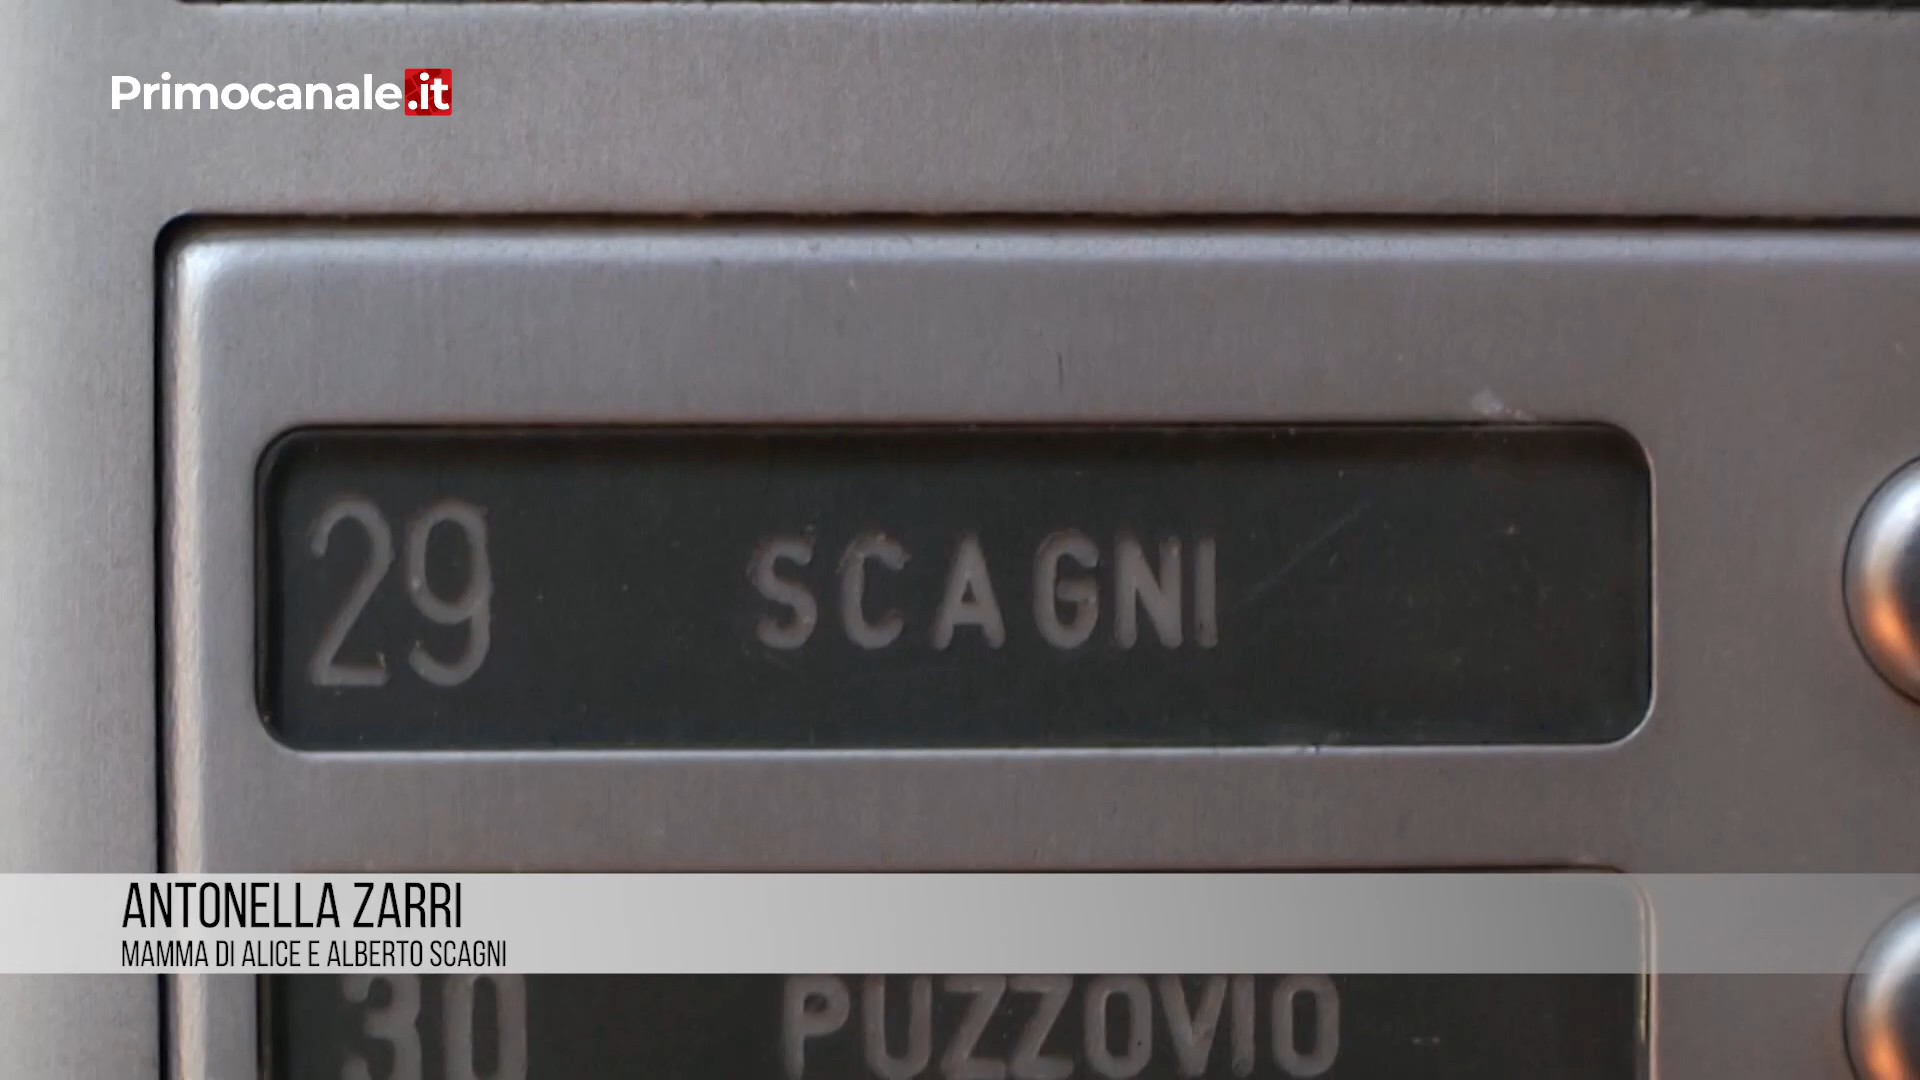 Primocanale.it
29 SCAGNI
ANTONELLA ZARRI
MAMMA DI ALICE E ALBERTO SCAGNI
30 PUZZOVIO